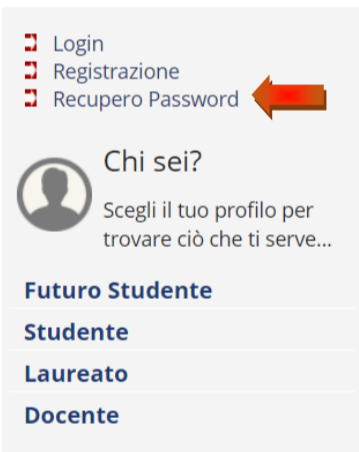 Login
Registrazione
Recupero Password
Chi sei?
Scegli il tuo profilo per
trovare ciò che ti serve...
Futuro Studente
Studente
Laureato
Docente